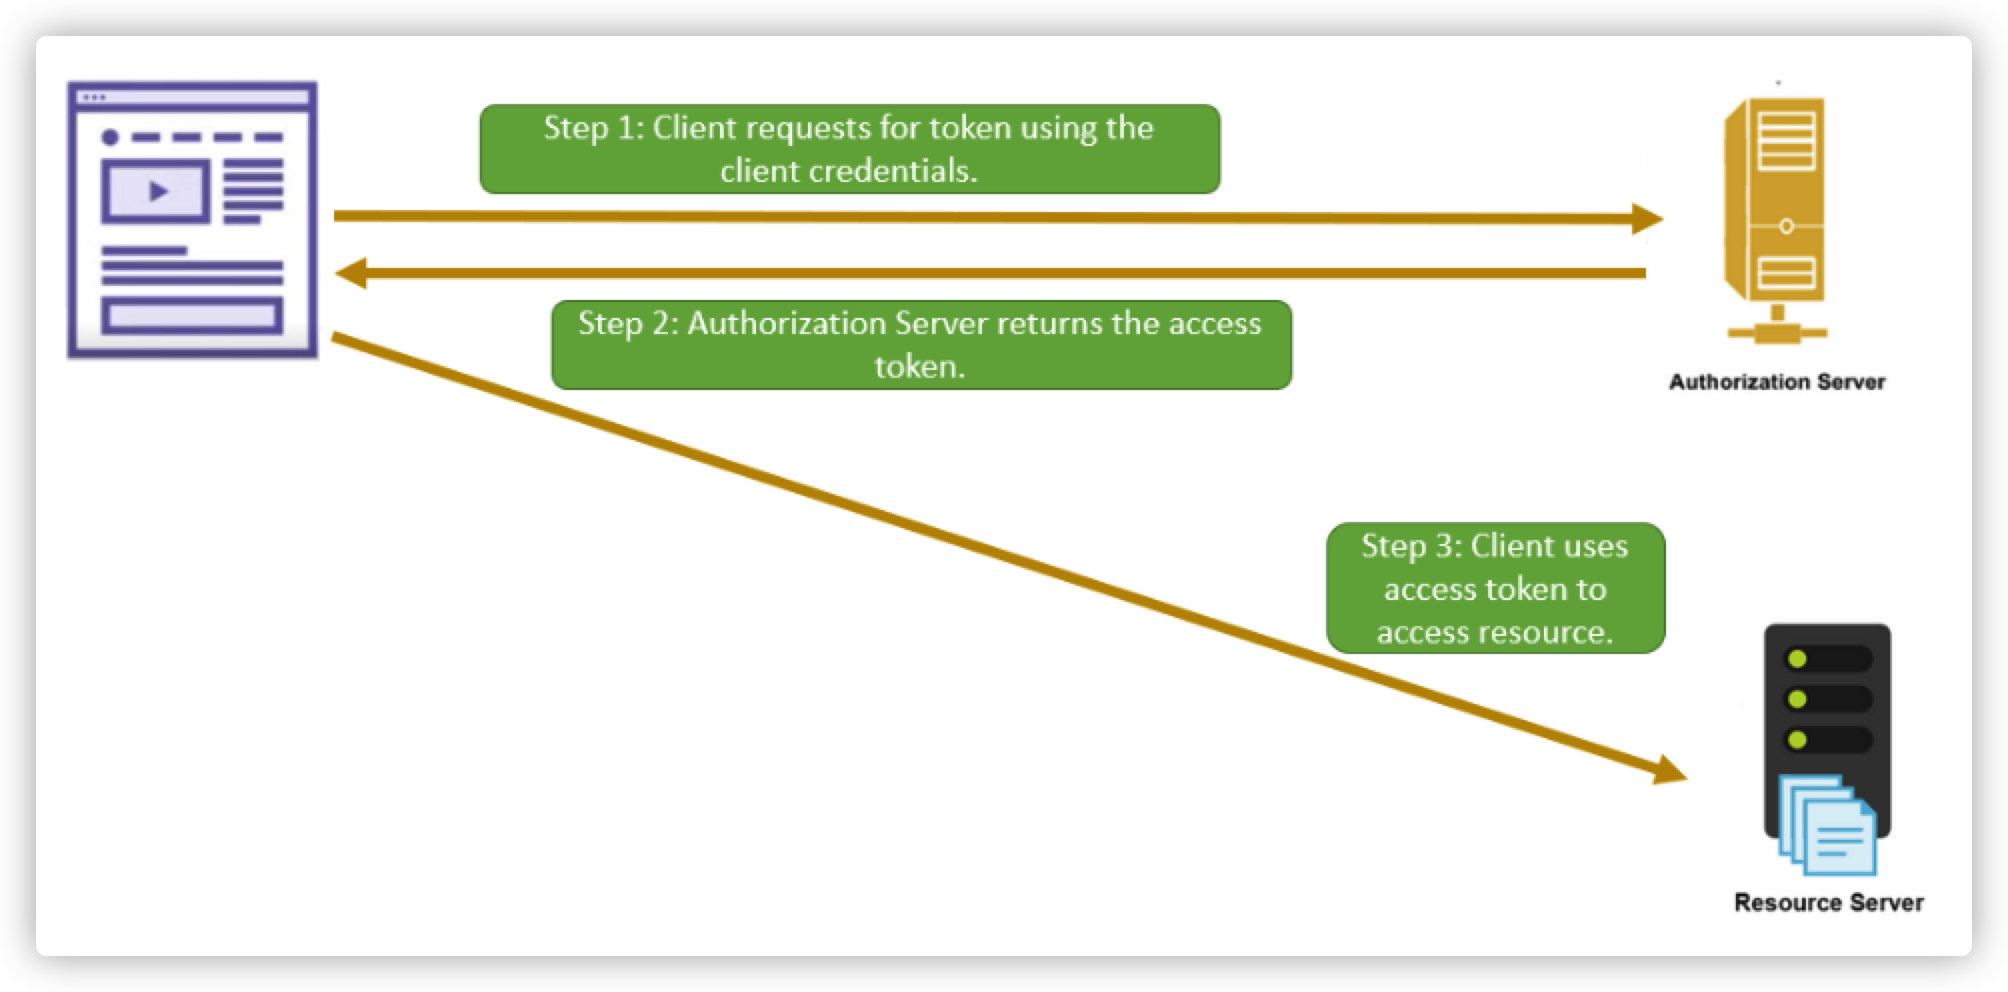 Step 1: Client requests for token using the
client credentials.
Step 2: Authorization Server returns the access
token.
Authorization Server
Step 3: Client uses
access token to
access resource.
Resource Server